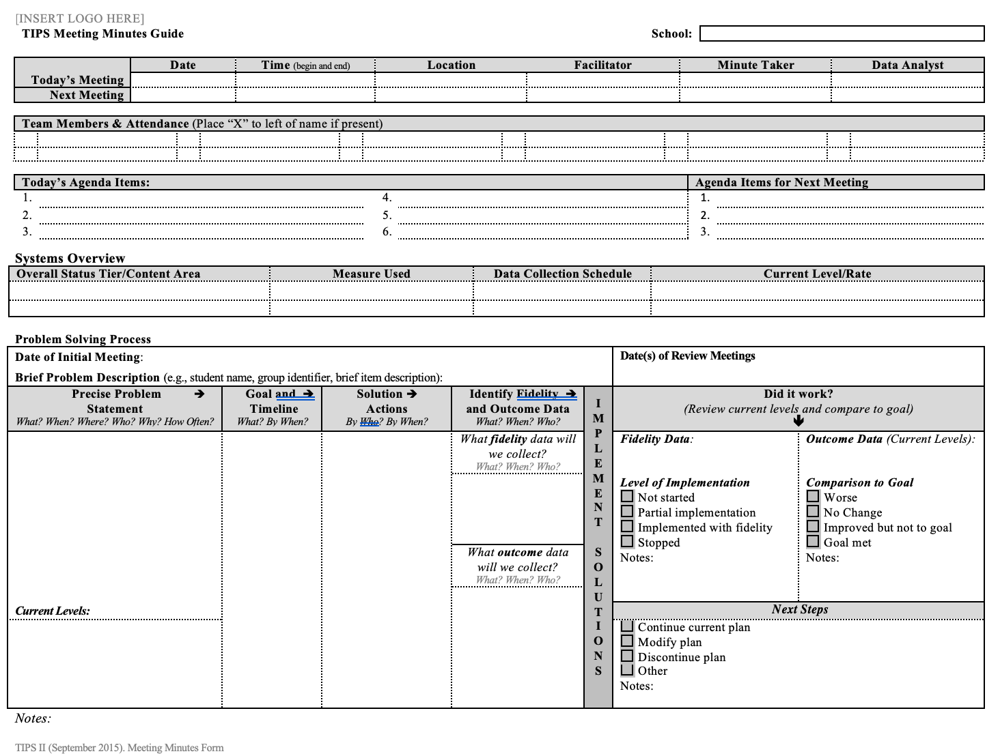 [INSERT LOGO HERE]
TIPS Meeting Minutes Guide
School:
Date Time (begin and end) Location Facilitator Minute Taker Data Analyst
Today's Meeting
Next Meeting
Team Members & Attendance (Place “X” to left of name if present)
Today's Agenda Items: Agenda Items for Next Meeting
1. 4. 1.
2. 5. 2.
3. 6. 3.
Systems Overview
Overall Status Tier/Content Area Measure Used Data Collection Schedule Current Level/Rate
Problem Solving Process
Date of Initial Meeting:
Brief Problem Description (e.g., student name, group identifier, brief item description):
Date(s) of Review Meetings
Precise Problem →
Statement
What? When? Where? Who? Why? How Often?
Goal and →
Timeline
What? By When?
Solution →
Actions
By Who? By When?
Identify Fidelity →
and Outcome Data
What? When? Who?
I
M
P
L
E
M
E
N
T
S
O
L
U
T
I
O
N
S
Did it work?
(Review current levels and compare to goal)
↓
Current Levels:
What fidelity data will
we collect?
What? When? Who?
What outcome data
will we collect?
What? When? Who?
Fidelity Data:
Level of Implementation
Not started
Partial implementation
Implemented with fidelity
Stopped
Notes:
Outcome Data (Current Levels):
Comparison to Goal
Worse
No Change
Improved but not to goal
Goal met
Notes:
Next Steps
Continue current plan
Modify plan
Discontinue plan
Other
Notes:
Notes:
TIPS II (September 2015). Meeting Minutes Form